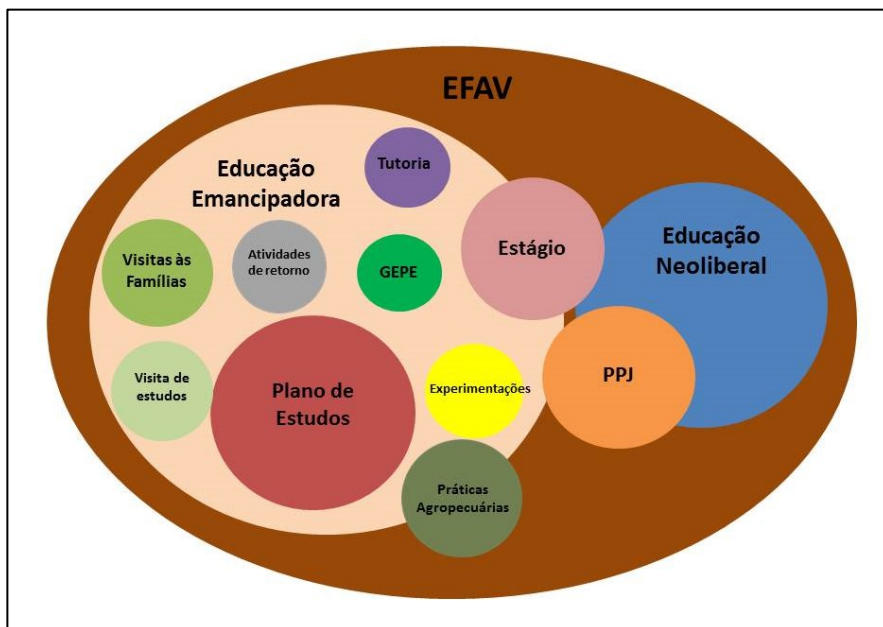 EFAV
Tutoria
Educação
Emancipadora
Estágio
Educação
Neoliberal
Visitas às
Famílias
Atividades
de retorno
GEPE
Visita de
estudos
Plano de
Estudos
Experimentações
PPJ
Práticas
Agropecuárias